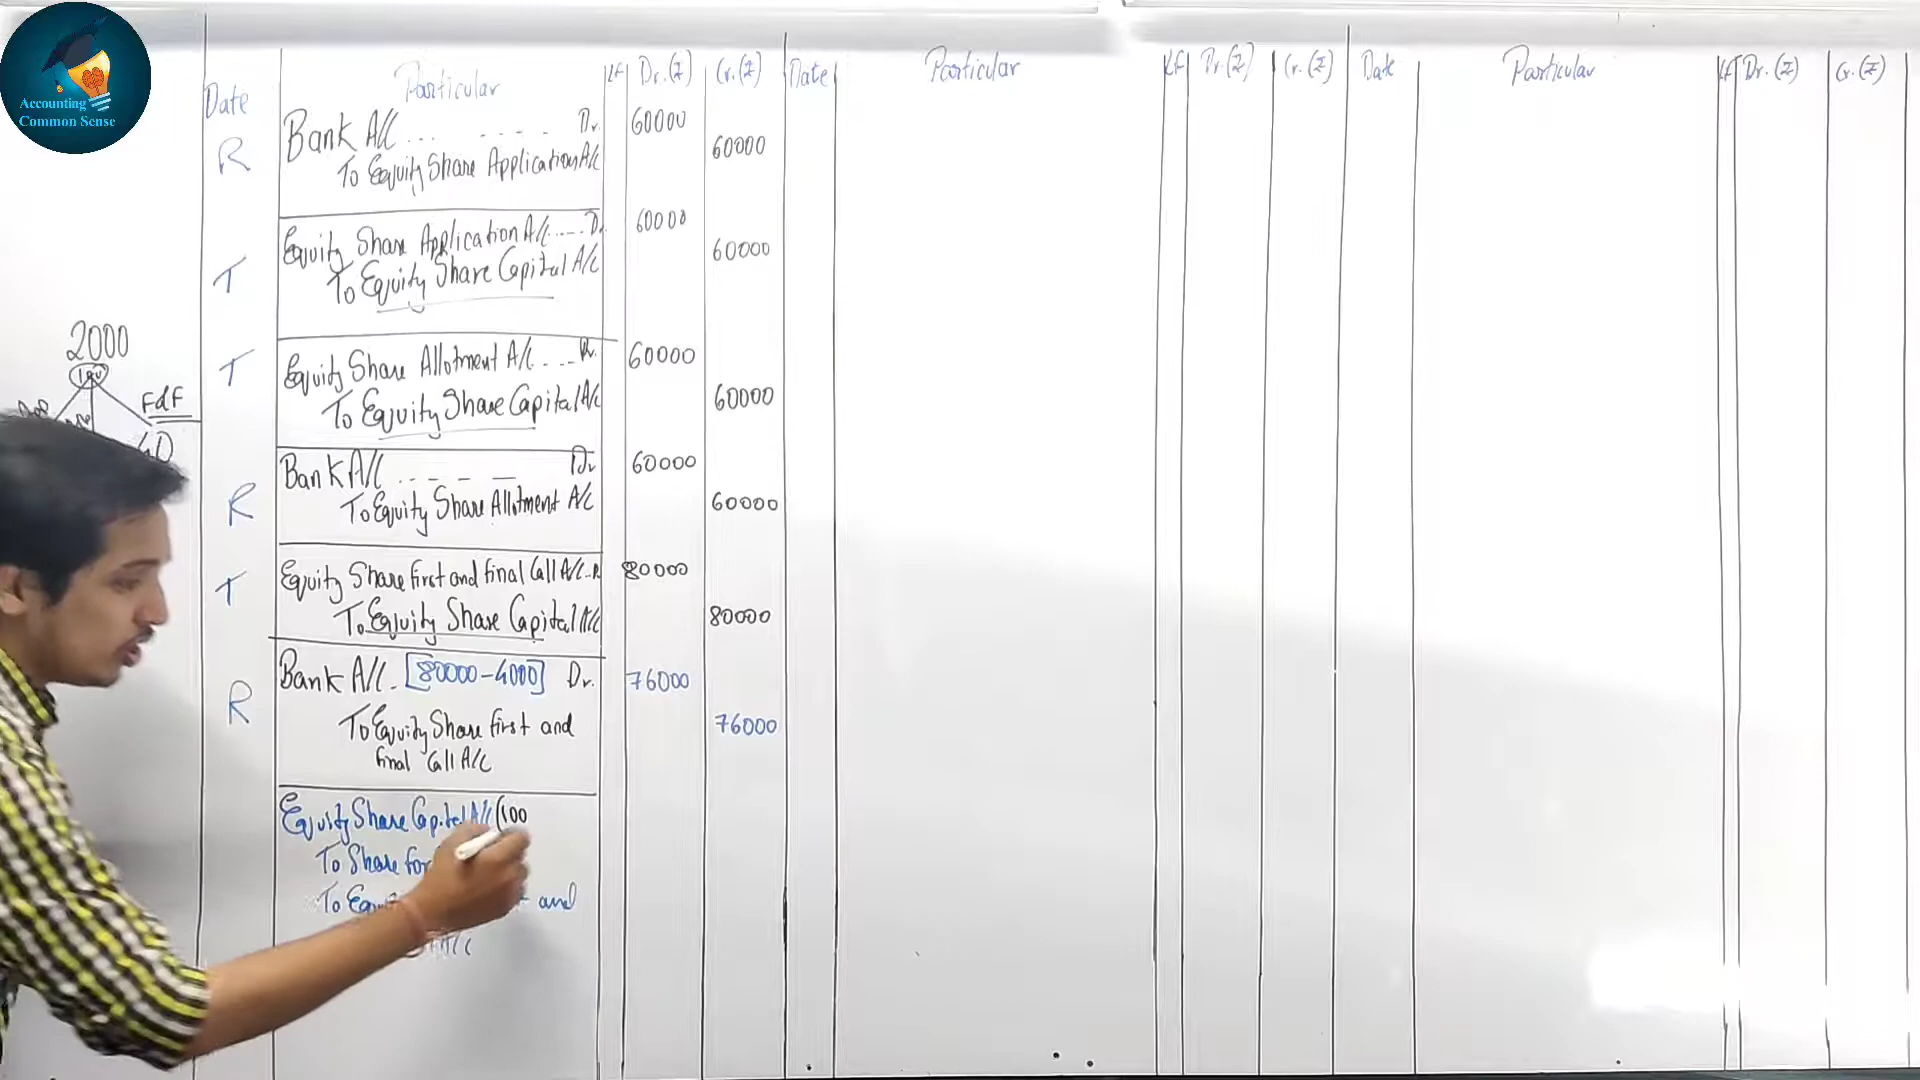 Accounting
Common Sense
Date Particular LF Dr.(₹) Cr.(₹) Date Particular LF Dr.(₹) Cr.(₹) Date Particular LF Dr.(₹) Cr.(₹)
R Bank A/c ... - - - - Dr. 60000
To Equity Share Application A/c 60000
Equity Share Application A/c ..... Dr. 60000
T To Equity Share Capital A/c 60000
2000
T Equity Share Allotment A/c .... Dr. 60000
To Equity Share Capital A/c 60000
FdF
Bank A/c ... - - - Dr 60000
R To Equity Share Allotment A/c 60000
T Equity Share first and final Call A/c 80000
To Equity Share Capital A/c 80000
Bank A/c. [80000-4000] Dr. 76000
R To Equity Share first and 76000
final Call A/c
Equity Share Capital A/c (100
To Share
To and
A/c